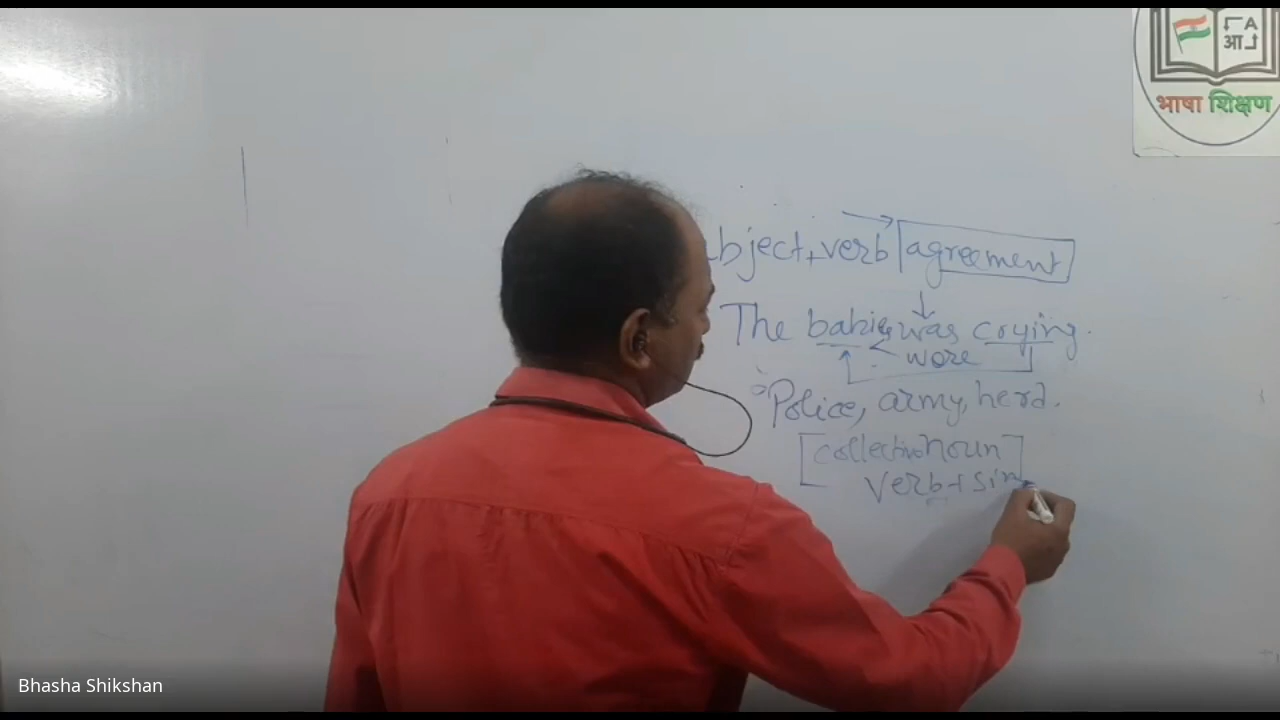 A
आ
भाषा शिक्षण
bject+verb agreement
The babies was crying.
were
Police, army, herd.
[collective noun]
verb+sin
Bhasha Shikshan